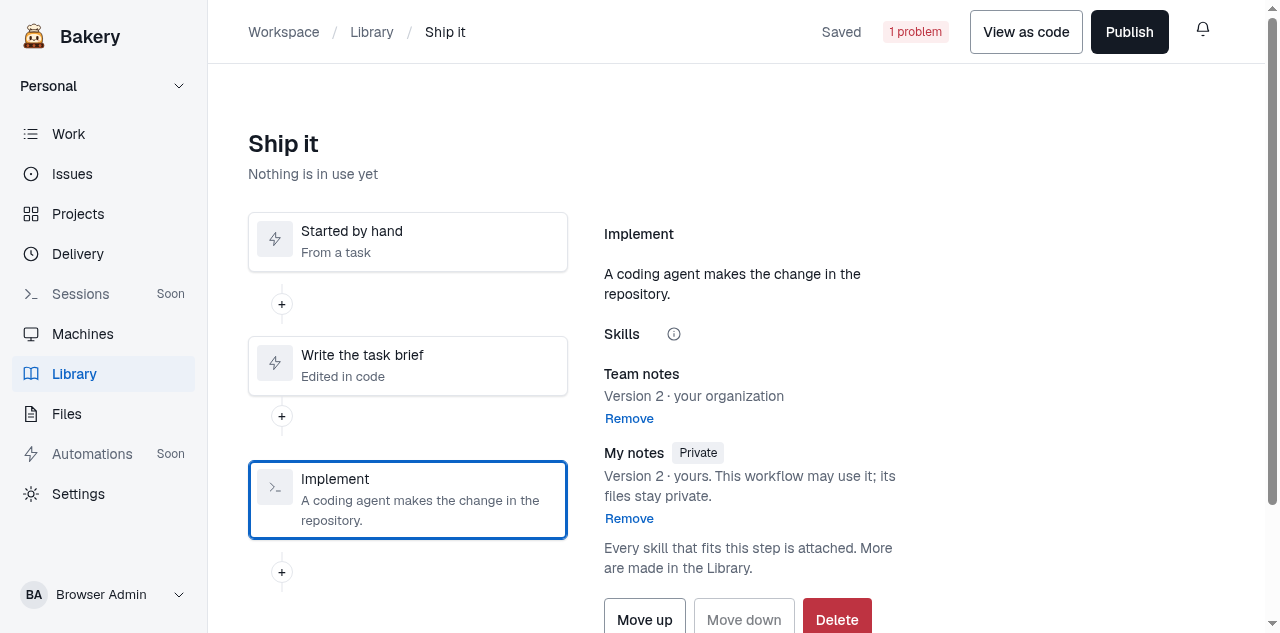 Bakery
Personal
Work
Issues
Projects
Delivery
Sessions Soon
Machines
Library
Files
Automations Soon
Settings
BA Browser Admin
Workspace / Library / Ship it
Saved 1 problem View as code Publish
Ship it
Nothing is in use yet
Started by hand
From a task
+
Write the task brief
Edited in code
+
Implement
A coding agent makes the change in the
repository.
+
Implement
A coding agent makes the change in the
repository.
Skills
Team notes
Version 2 · your organization
Remove
My notes Private
Version 2 · yours. This workflow may use it; its
files stay private.
Remove
Every skill that fits this step is attached. More
are made in the Library.
Move up Move down Delete